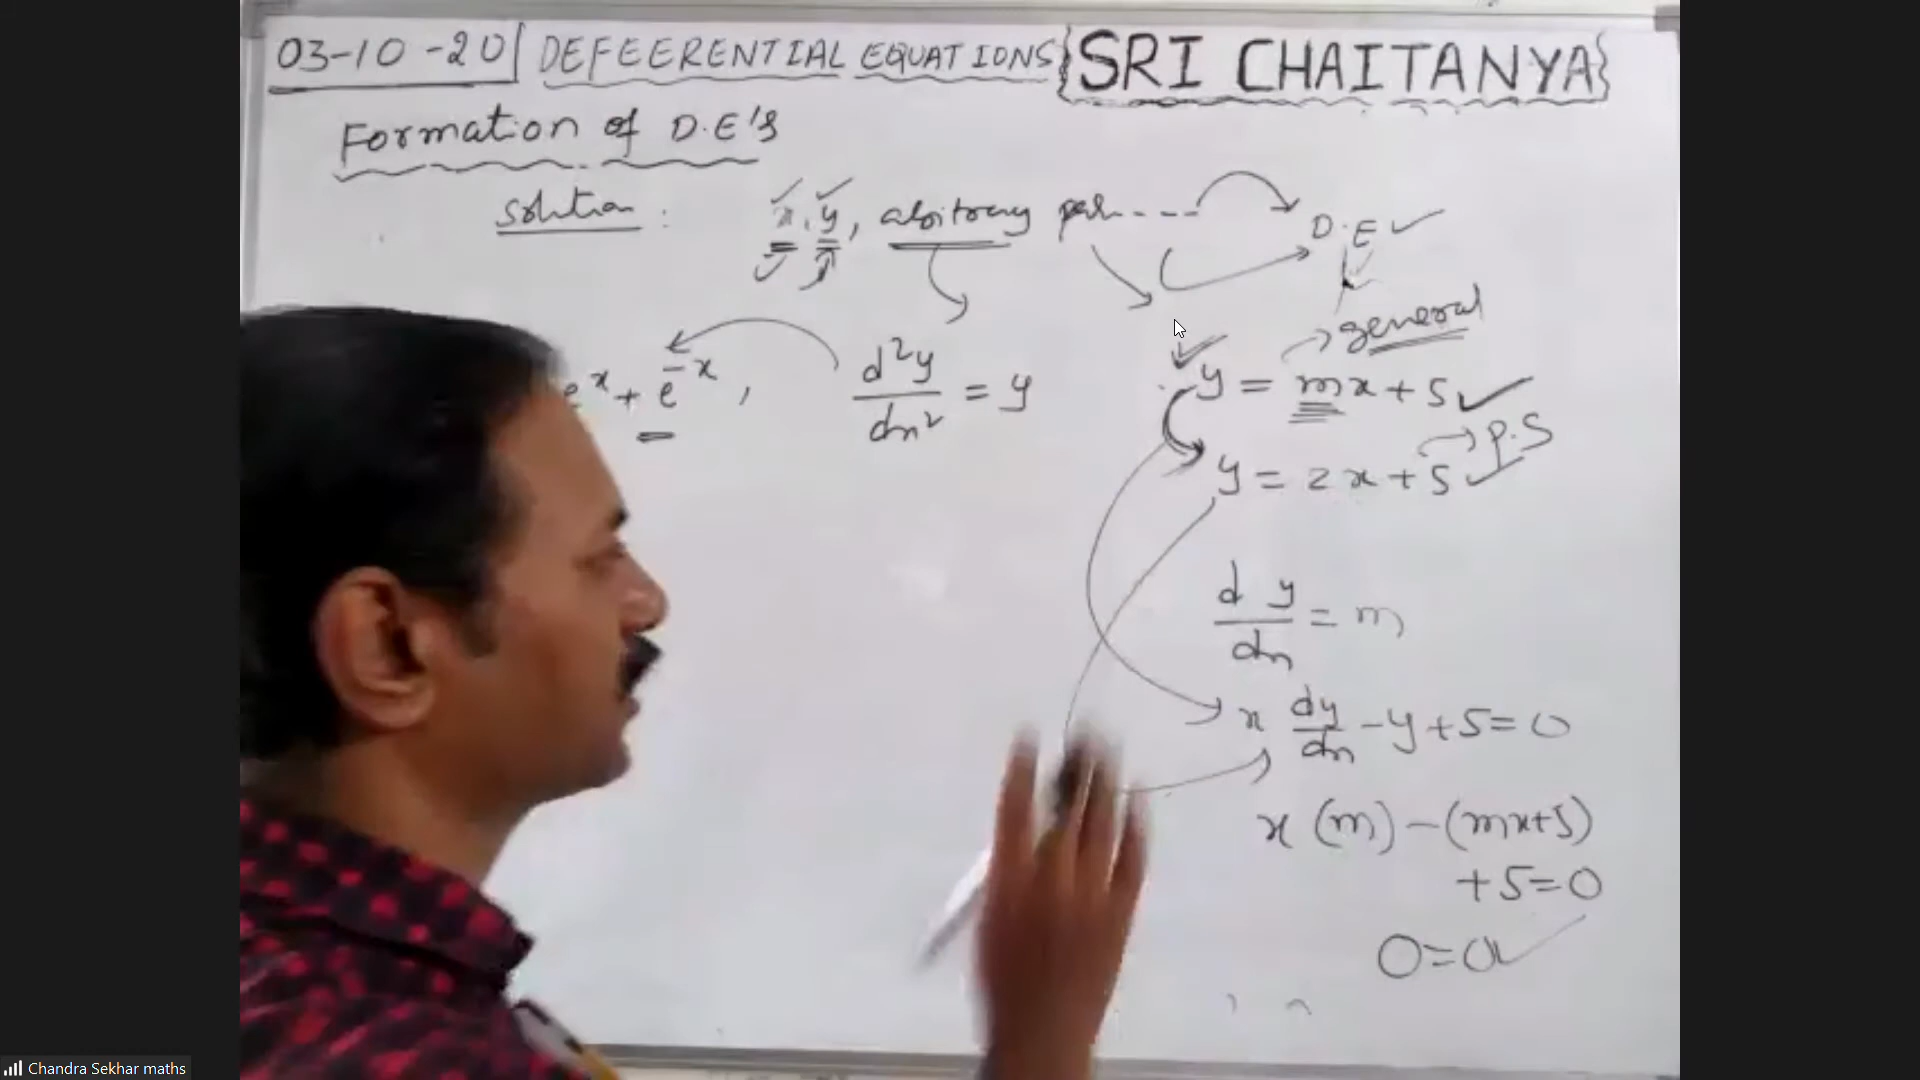 03-10-20 | DEFEERENTIAL EQUATIONS {SRI CHAITANYA}
Formation of D.E's
solution : x, y, arbitrary ---- D.E
general
e^x + e^-x, d²y/dx² = y
y = mx + 5
P.S
y = 2x + 5
dy/dx = m
x dy/dx - y + 5 = 0
x (m) - (mx+5)
+5=0
0=0
Chandra Sekhar maths